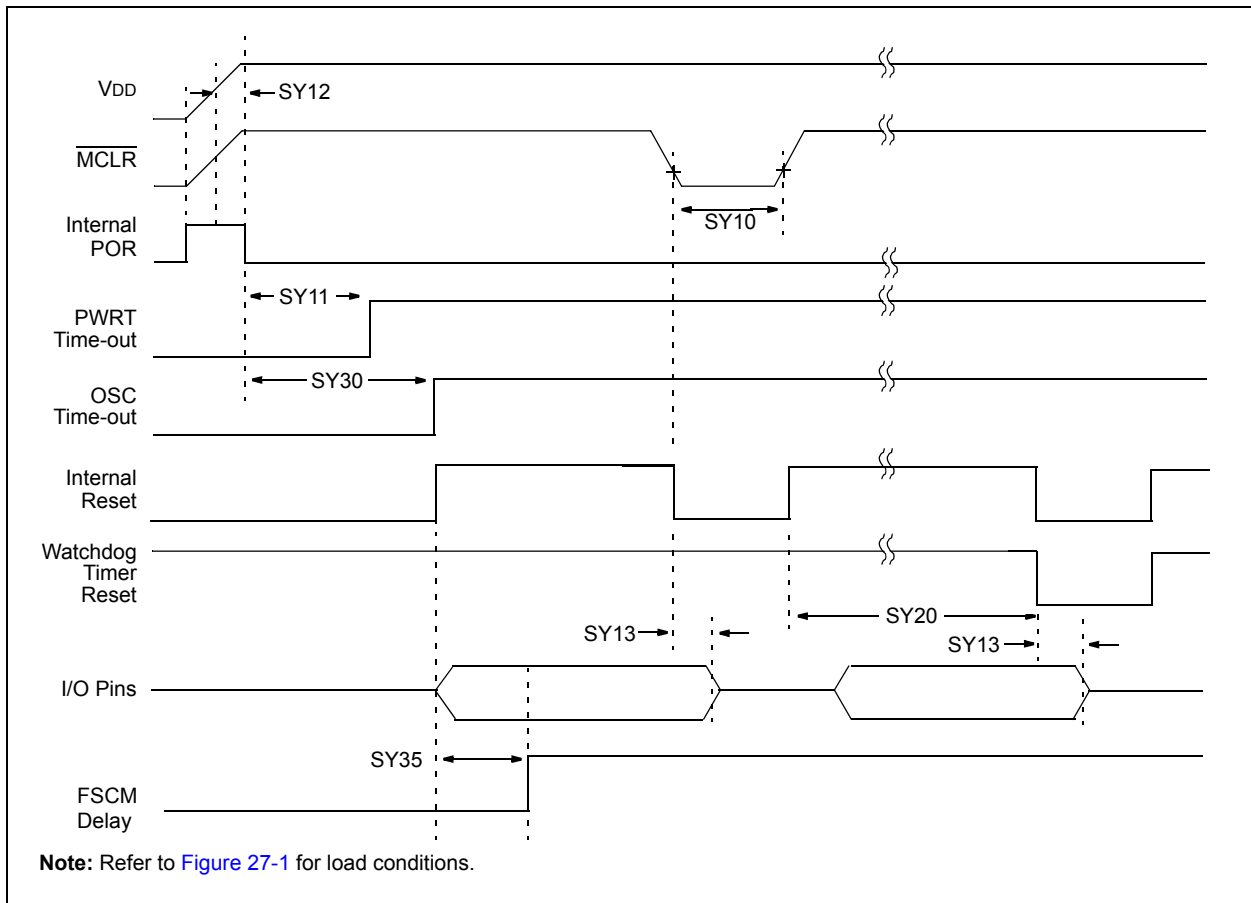 VDD
SY12
MCLR
SY10
Internal
POR
SY11
PWRT
Time-out
SY30
OSC
Time-out
Internal
Reset
Watchdog
Timer
Reset
SY20
SY13
SY13
I/O Pins
SY35
FSCM
Delay
Note: Refer to Figure 27-1 for load conditions.